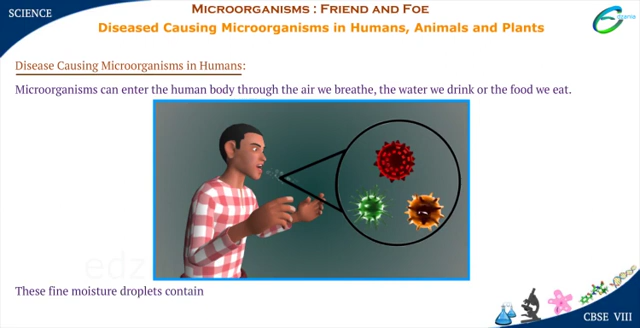 SCIENCE
MICROORGANISMS : FRIEND AND FOE
Diseased Causing Microorganisms in Humans, Animals and Plants
Disease Causing Microorganisms in Humans:
Microorganisms can enter the human body through the air we breathe, the water we drink or the food we eat.
These fine moisture droplets contain
CBSE VIII